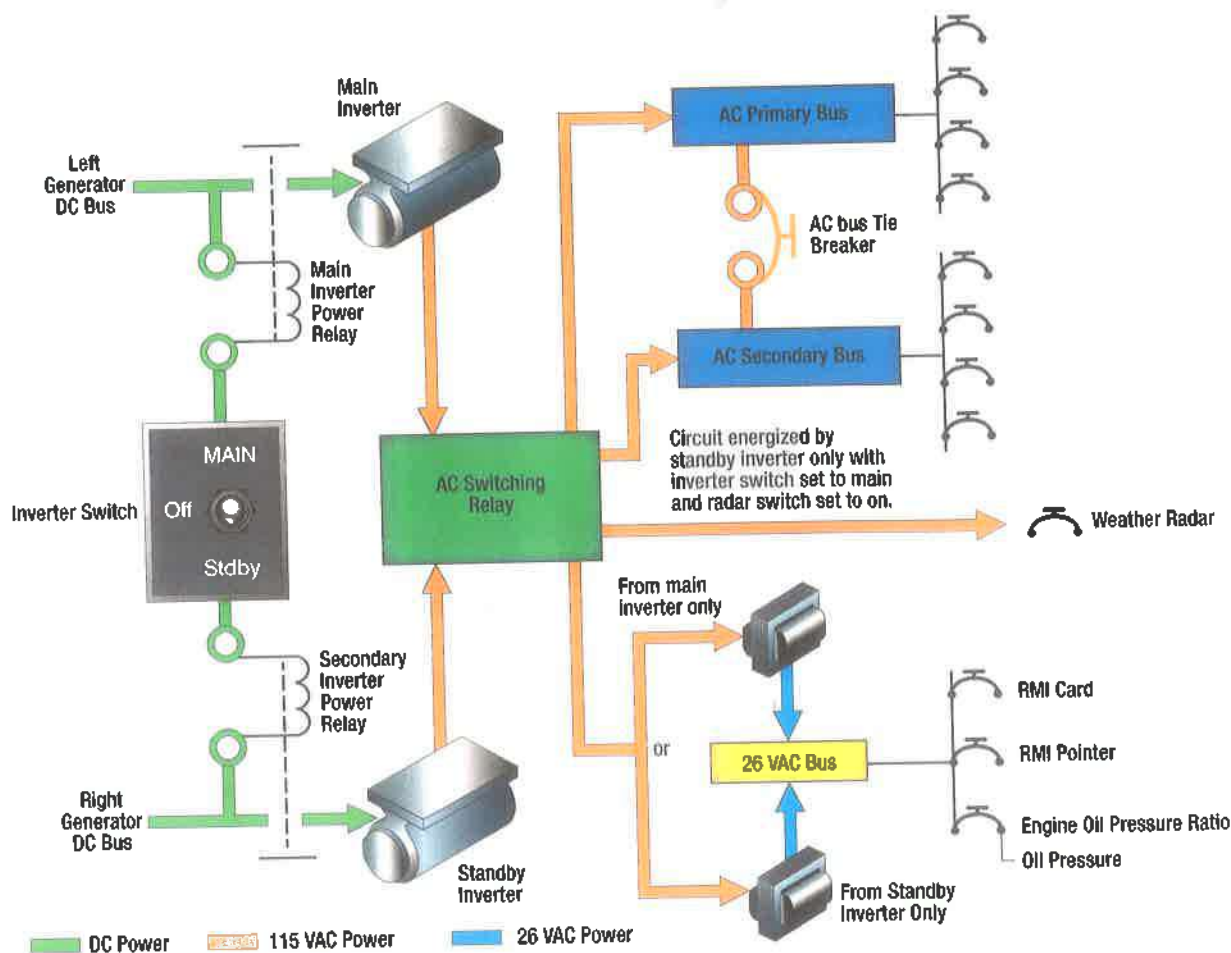 Main
Inverter
Left
Generator
DC Bus
Main
Inverter
Power
Relay
AC Primary Bus
AC bus Tie
Breaker
AC Secondary Bus
Inverter Switch
MAIN
Off
Stdby
AC Switching
Relay
Circuit energized by
standby inverter only with
inverter switch set to main
and radar switch set to on.
Weather Radar
From main
inverter only
Secondary
Inverter
Power
Relay
or
26 VAC Bus
RMI Card
RMI Pointer
Engine Oil Pressure Ratio
Oil Pressure
Right
Generator
DC Bus
Standby
Inverter
From Standby
Inverter Only
DC Power
115 VAC Power
26 VAC Power